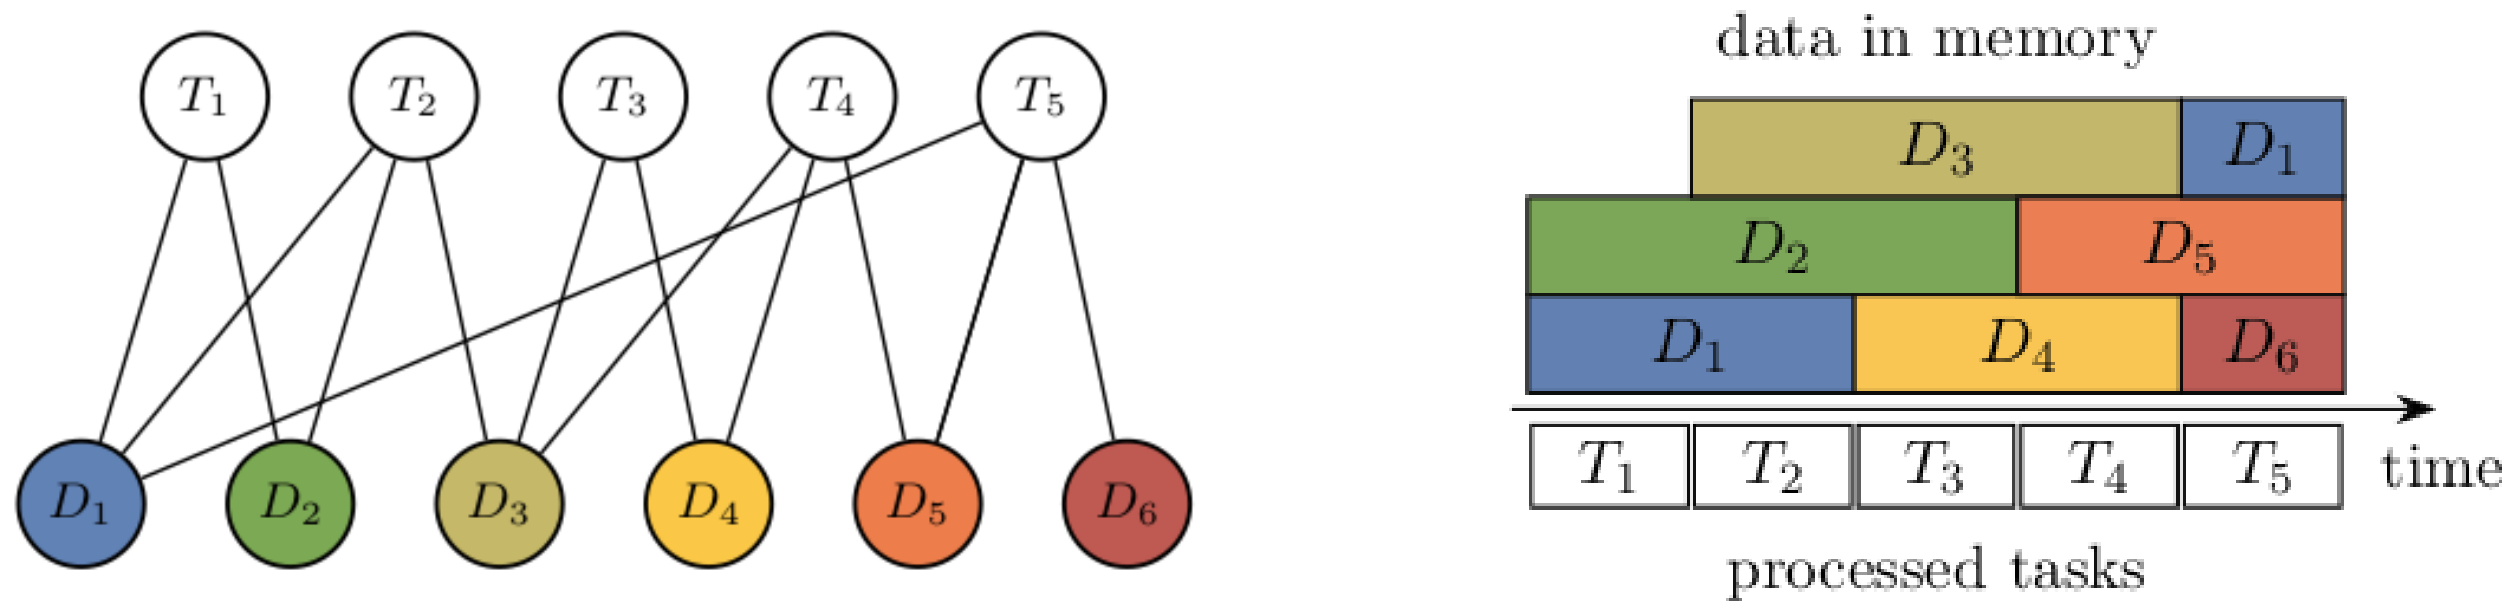 T₁ T₂ T₃ T₄ T₅
D₁ D₂ D₃ D₄ D₅ D₆
data in memory
D₃ D₁
D₂ D₅
D₁ D₄ D₆
T₁ T₂ T₃ T₄ T₅ time
processed tasks